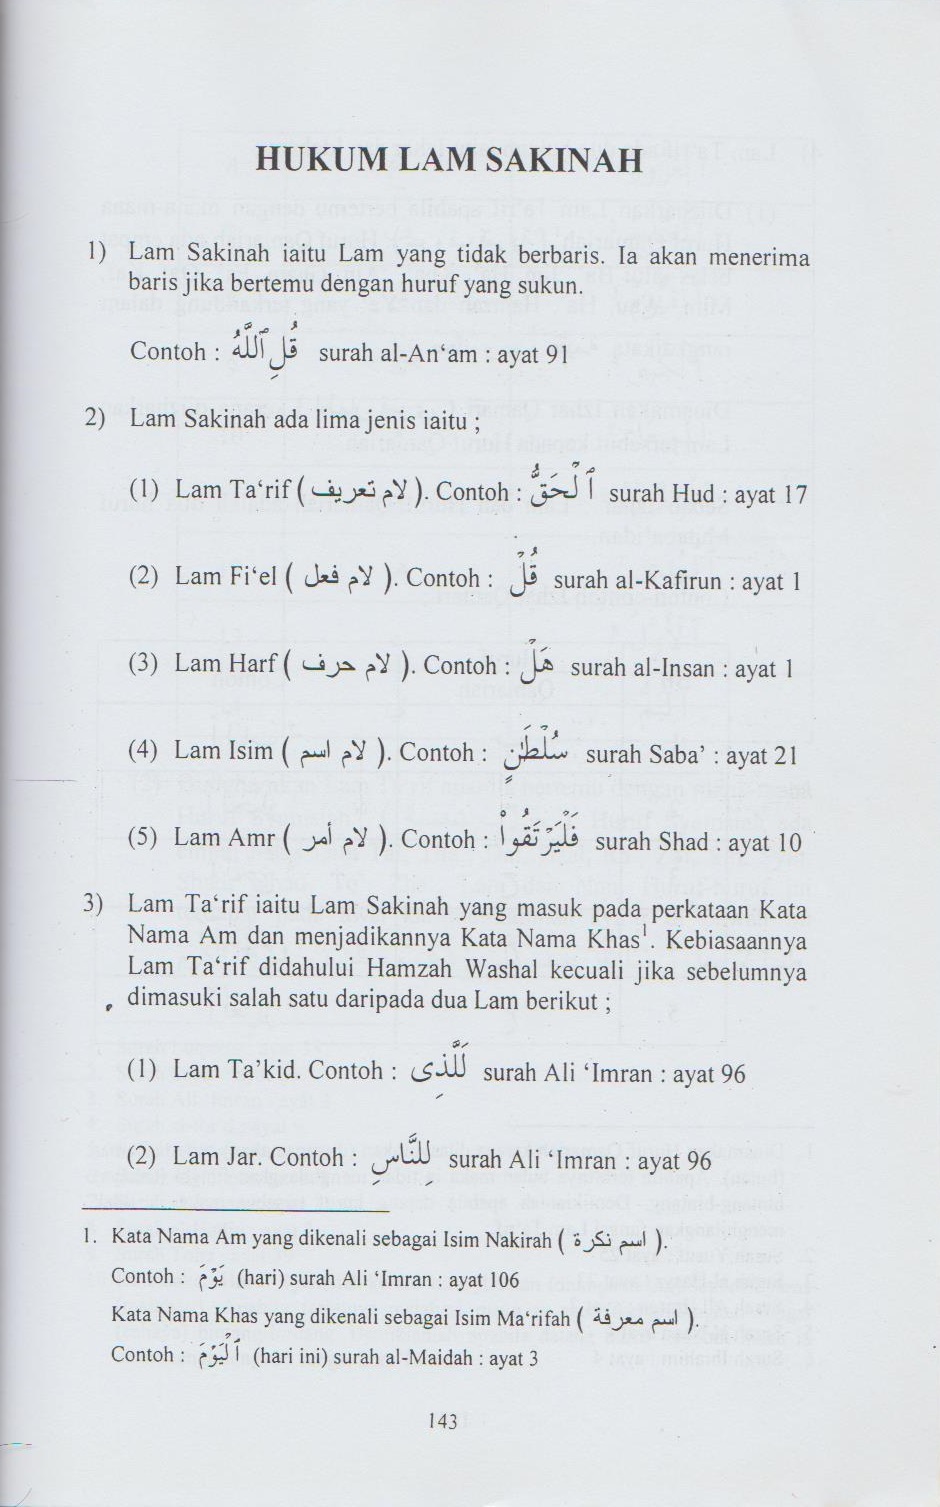 HUKUM LAM SAKINAH
1) Lam Sakinah iaitu Lam yang tidak berbaris. Ia akan menerima
baris jika bertemu dengan huruf yang sukun.
Contoh : قُلِ ٱللَّهُ surah al-An‘am : ayat 91
2) Lam Sakinah ada lima jenis iaitu ;
(1) Lam Ta‘rif ( لام تعريف ). Contoh : ٱلْحَقُّ surah Hud : ayat 17
(2) Lam Fi‘el ( لام فعل ). Contoh : قُلْ surah al-Kafirun : ayat 1
(3) Lam Harf ( لام حرف ). Contoh : هَلْ surah al-Insan : ayat 1
(4) Lam Isim ( لام اسم ). Contoh : سُلْطَـٰنٍ surah Saba’ : ayat 21
(5) Lam Amr ( لام أمر ). Contoh : فَلْيَرْتَقُوا۟ surah Shad : ayat 10
3) Lam Ta‘rif iaitu Lam Sakinah yang masuk pada perkataan Kata
Nama Am dan menjadikannya Kata Nama Khas¹. Kebiasaannya
Lam Ta‘rif didahului Hamzah Washal kecuali jika sebelumnya
dimasuki salah satu daripada dua Lam berikut ;
(1) Lam Ta’kid. Contoh : لَلَّذِى surah Ali ‘Imran : ayat 96
(2) Lam Jar. Contoh : لِلنَّاسِ surah Ali ‘Imran : ayat 96
1. Kata Nama Am yang dikenali sebagai Isim Nakirah ( اسم نكرة ).
Contoh : يَوْمَ (hari) surah Ali ‘Imran : ayat 106
Kata Nama Khas yang dikenali sebagai Isim Ma‘rifah ( اسم معرفة ).
Contoh : ٱلْيَوْمَ (hari ini) surah al-Maidah : ayat 3
143